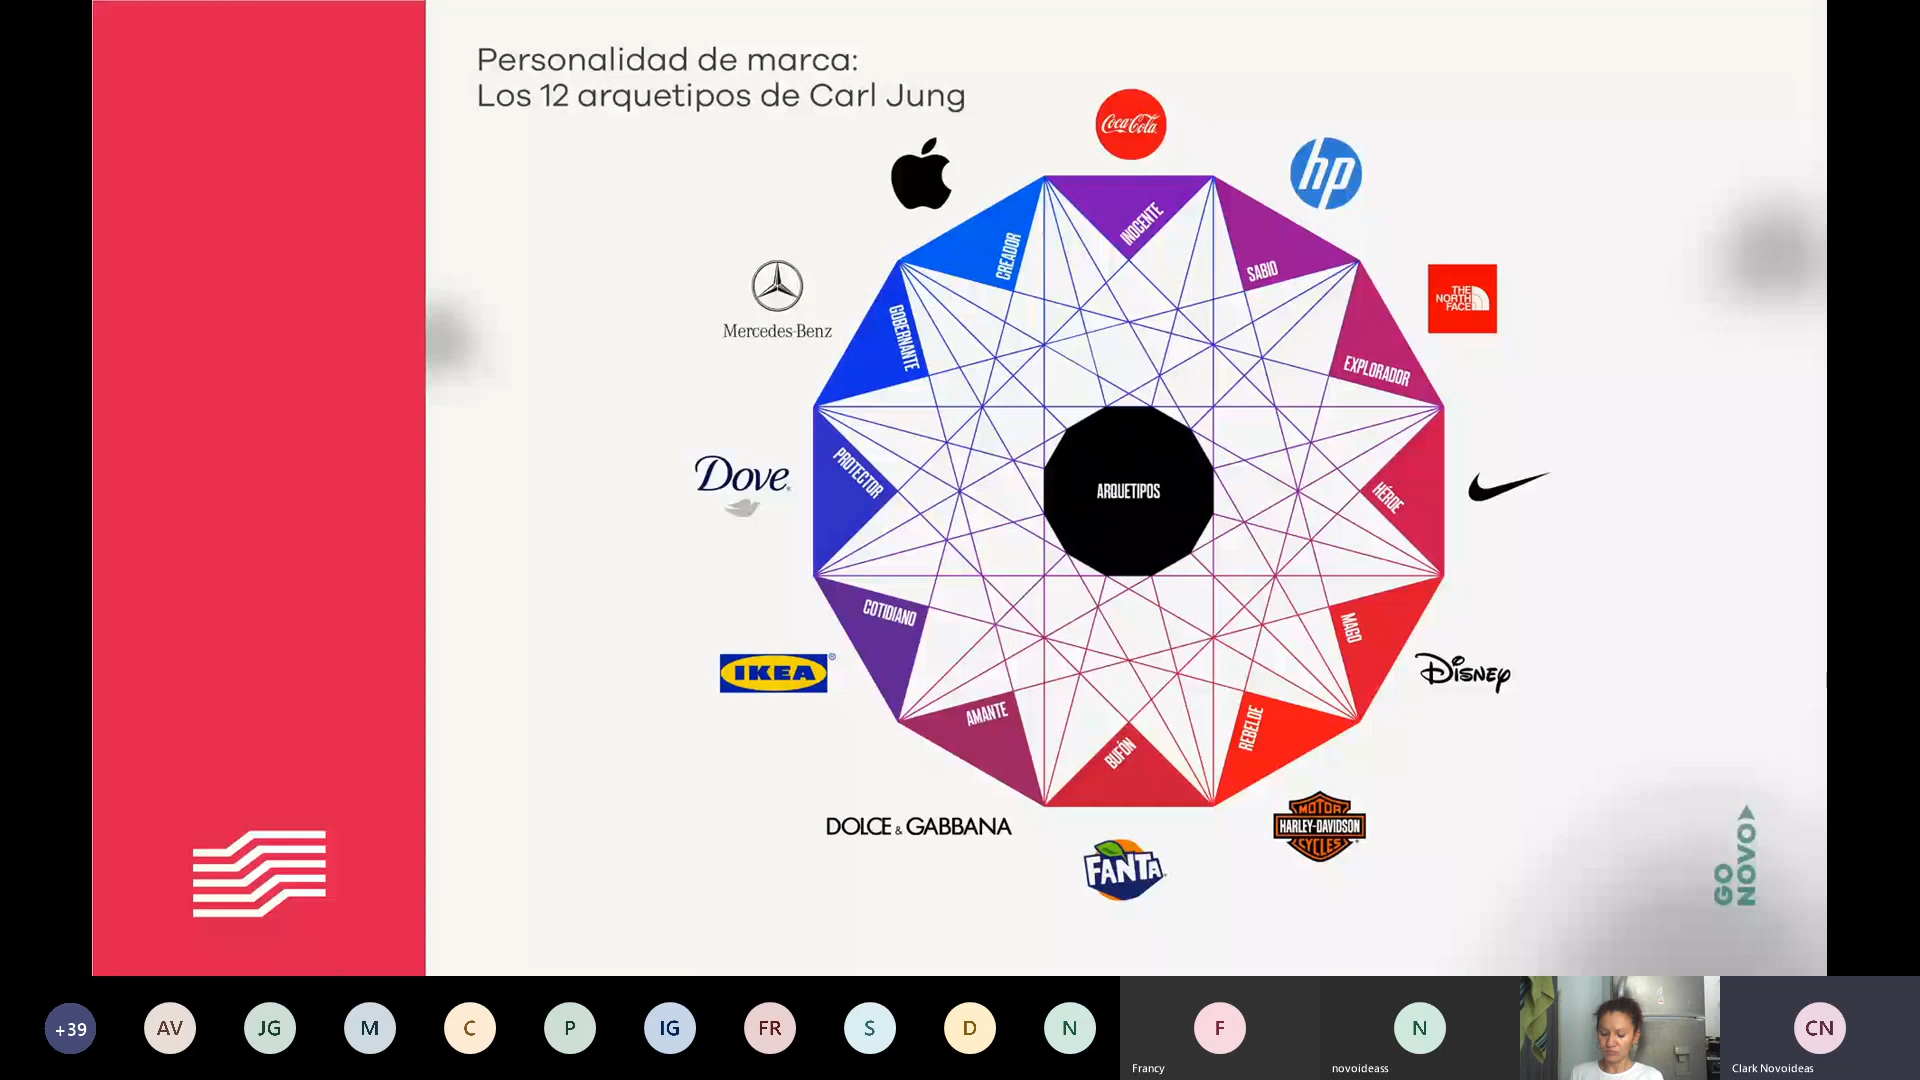 Personalidad de marca:
Los 12 arquetipos de Carl Jung
Coca-Cola
hp
THE
NORTH
FACE
Mercedes-Benz
Dove
IKEA
DISNEY
DOLCE & GABBANA
FANTA
MOTOR
HARLEY-DAVIDSON
CYCLES
INOCENTE
SABIO
EXPLORADOR
HÉROE
MAGO
REBELDE
BUFÓN
AMANTE
COTIDIANO
PROTECTOR
GOBERNANTE
CREADOR
ARQUETIPOS
GO
NOVO
+39
AV
JG
M
C
P
IG
FR
S
D
N
F
Francy
N
novoideass
CN
Clark Novoideas